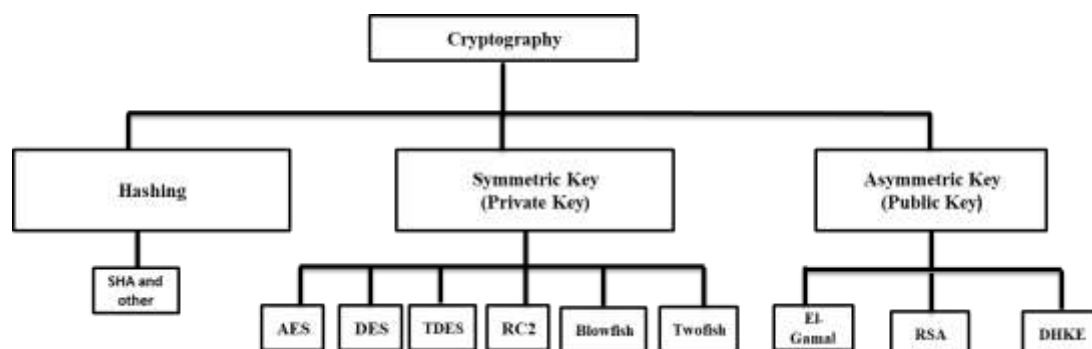 Cryptography
Hashing
Symmetric Key
(Private Key)
Asymmetric Key
(Public Key)
SHA and
other
AES
DES
TDES
RC2
Blowfish
Twofish
El-
Gamal
RSA
DHKE